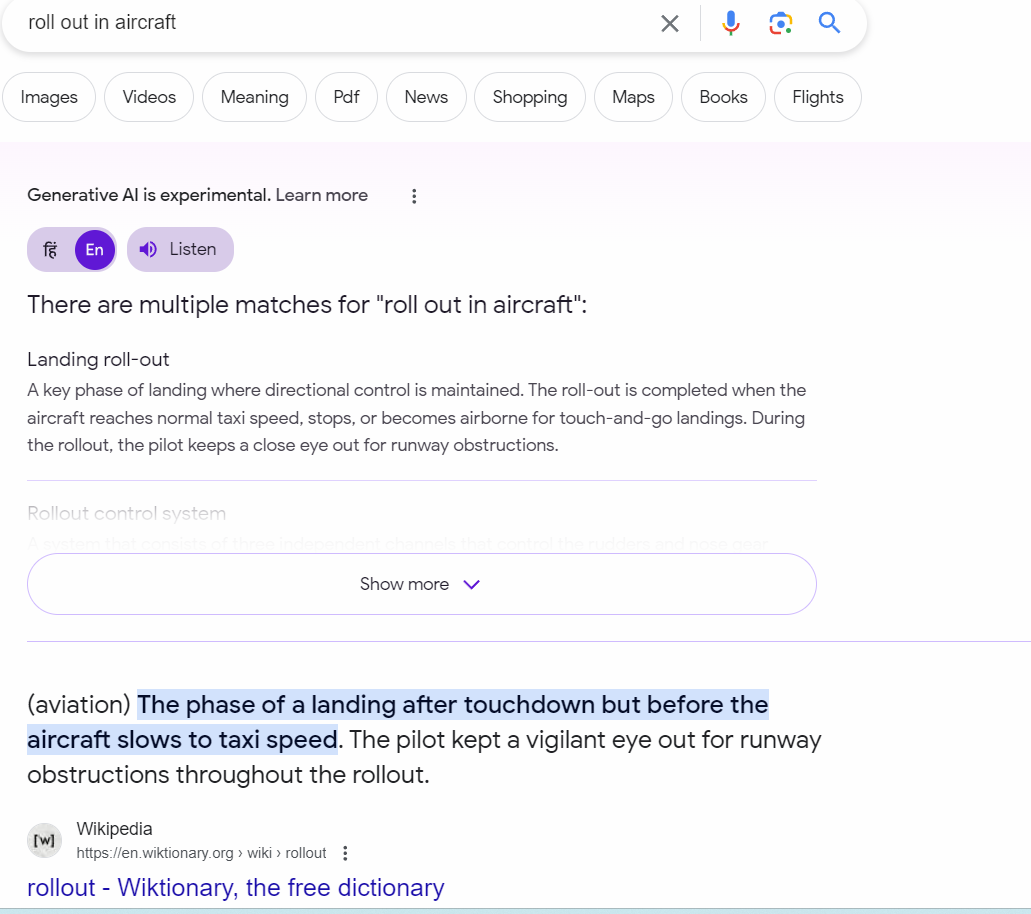 roll out in aircraft
Images Videos Meaning Pdf News Shopping Maps Books Flights
Generative AI is experimental. Learn more
हिं En Listen
There are multiple matches for "roll out in aircraft":
Landing roll-out
A key phase of landing where directional control is maintained. The roll-out is completed when the
aircraft reaches normal taxi speed, stops, or becomes airborne for touch-and-go landings. During
the rollout, the pilot keeps a close eye out for runway obstructions.
Rollout control system
A system that consists of three independent channels that control the rudders and nose gear
Show more
(aviation) The phase of a landing after touchdown but before the
aircraft slows to taxi speed. The pilot kept a vigilant eye out for runway
obstructions throughout the rollout.
[w] Wikipedia
https://en.wiktionary.org › wiki › rollout
rollout - Wiktionary, the free dictionary